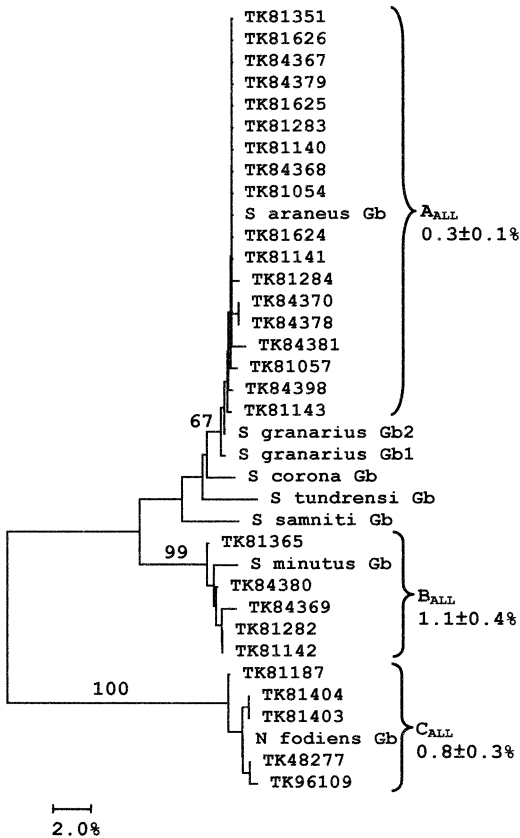 TK81351
TK81626
TK84367
TK84379
TK81625
TK81283
TK81140
TK84368
TK81054
S araneus Gb
A_ALL
TK81624
0.3±0.1%
TK81141
TK81284
TK84370
TK84378
TK84381
TK81057
TK84398
TK81143
67
S granarius Gb2
S granarius Gb1
S corona Gb
S tundrensi Gb
S samniti Gb
TK81365
99
S minutus Gb
TK84380
B_ALL
TK84369
1.1±0.4%
TK81282
TK81142
TK81187
100
TK81404
TK81403
C_ALL
N fodiens Gb
0.8±0.3%
TK48277
TK96109
2.0%